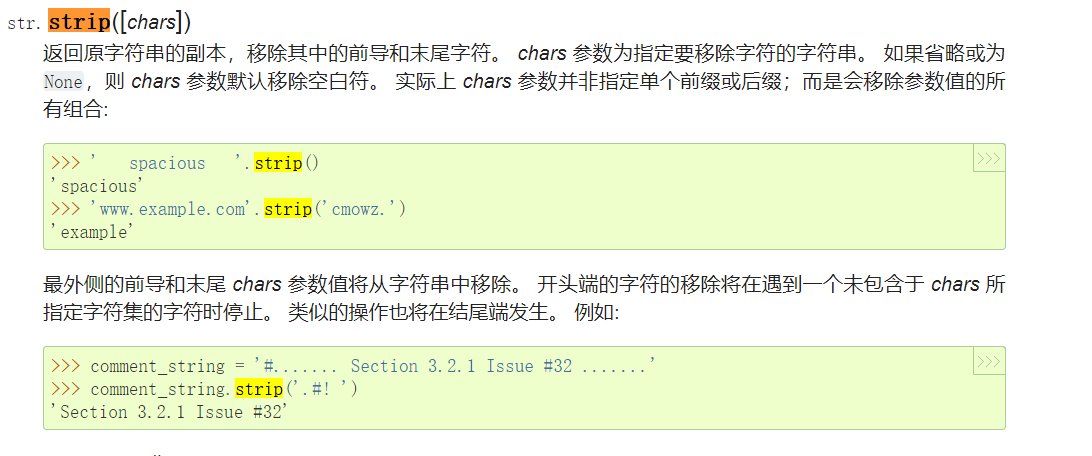 str.strip([chars])
返回原字符串的副本，移除其中的前导和末尾字符。 chars 参数为指定要移除字符的字符串。 如果省略或为
None，则 chars 参数默认移除空白符。 实际上 chars 参数并非指定单个前缀或后缀；而是会移除参数值的所
有组合:
>>> '   spacious   '.strip()
>>>
'spacious'
>>> 'www.example.com'.strip('cmowz.')
'example'
最外侧的前导和末尾 chars 参数值将从字符串中移除。 开头端的字符的移除将在遇到一个未包含于 chars 所
指定字符集的字符时停止。 类似的操作也将在结尾端发生。 例如:
>>> comment_string = '#....... Section 3.2.1 Issue #32 .......'
>>>
>>> comment_string.strip('.#! ')
'Section 3.2.1 Issue #32'